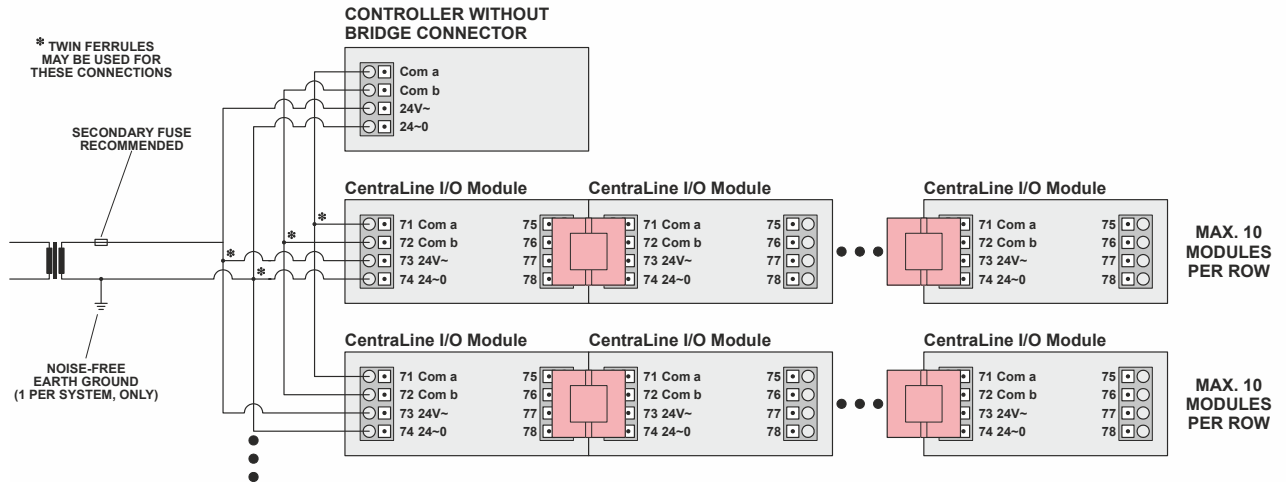 CONTROLLER WITHOUT
BRIDGE CONNECTOR
* TWIN FERRULES
MAY BE USED FOR
THESE CONNECTIONS
Com a
Com b
24V~
24~0
SECONDARY FUSE
RECOMMENDED
CentraLine I/O Module
CentraLine I/O Module
CentraLine I/O Module
*
*
*
*
71 Com a 75
72 Com b 76
73 24V~ 77
74 24~0 78
71 Com a 75
72 Com b 76
73 24V~ 77
74 24~0 78
71 Com a 75
72 Com b 76
73 24V~ 77
74 24~0 78
MAX. 10
MODULES
PER ROW
NOISE-FREE
EARTH GROUND
(1 PER SYSTEM, ONLY)
CentraLine I/O Module
CentraLine I/O Module
CentraLine I/O Module
71 Com a 75
72 Com b 76
73 24V~ 77
74 24~0 78
71 Com a 75
72 Com b 76
73 24V~ 77
74 24~0 78
71 Com a 75
72 Com b 76
73 24V~ 77
74 24~0 78
MAX. 10
MODULES
PER ROW